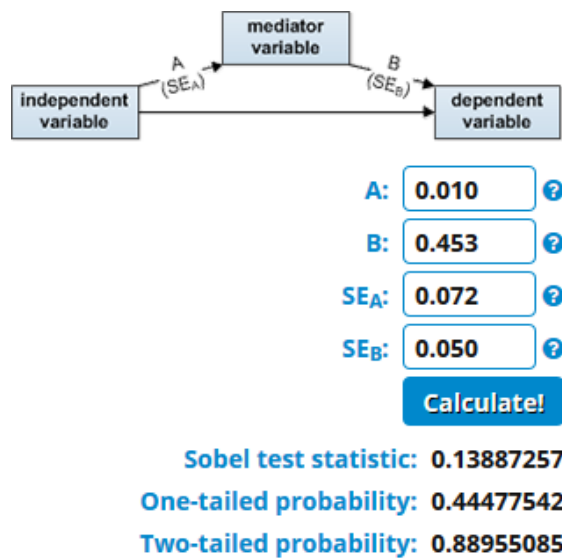 mediator
variable
A
(SEA)
B
(SEB)
independent
variable
dependent
variable
A: 0.010 ?
B: 0.453 ?
SEA: 0.072 ?
SEB: 0.050 ?
Calculate!
Sobel test statistic: 0.13887257
One-tailed probability: 0.44477542
Two-tailed probability: 0.88955085